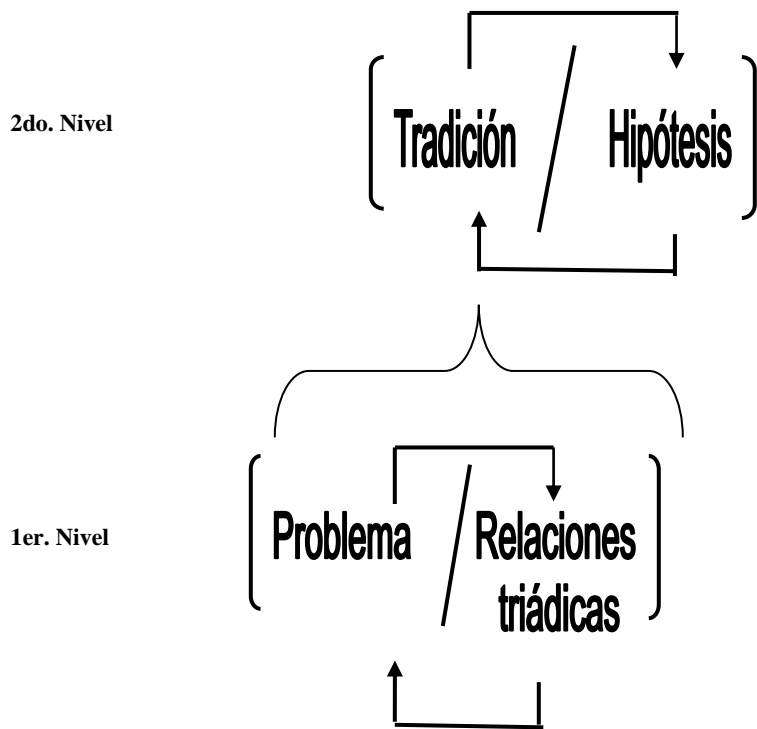 2do. Nivel
Tradición / Hipótesis
1er. Nivel
Problema / Relaciones
triádicas